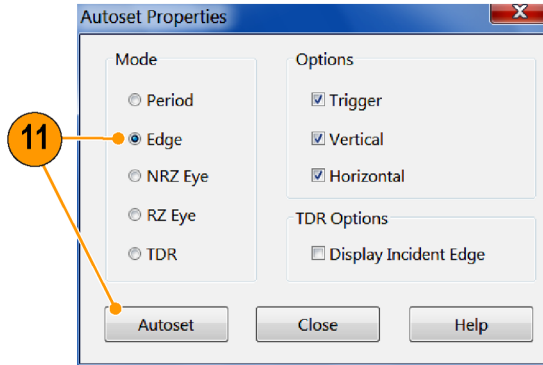 Autoset Properties
X
Mode
Period
Edge
NRZ Eye
RZ Eye
TDR
Options
Trigger
Vertical
Horizontal
TDR Options
Display Incident Edge
11
Autoset
Close
Help